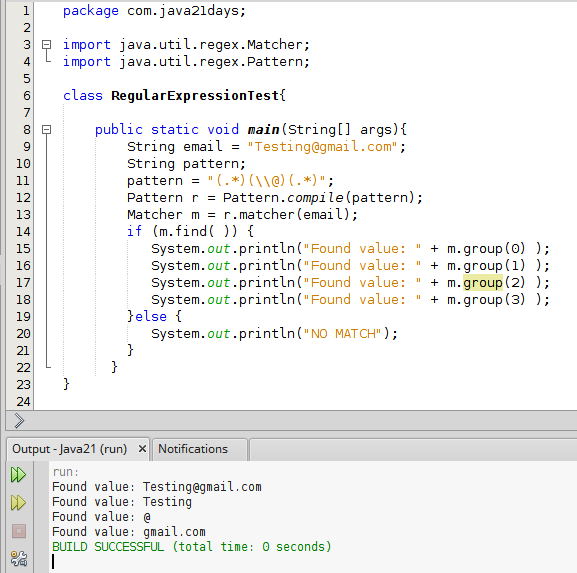 1 package com.java21days;
2
3 import java.util.regex.Matcher;
4 import java.util.regex.Pattern;
5
6 class RegularExpressionTest{
7
8 public static void main(String[] args){
9 String email = "Testing@gmail.com";
10 String pattern;
11 pattern = "(.*)(\\@)(.*)";
12 Pattern r = Pattern.compile(pattern);
13 Matcher m = r.matcher(email);
14 if (m.find( )) {
15 System.out.println("Found value: " + m.group(0) );
16 System.out.println("Found value: " + m.group(1) );
17 System.out.println("Found value: " + m.group(2) );
18 System.out.println("Found value: " + m.group(3) );
19 }else {
20 System.out.println("NO MATCH");
21 }
22 }
23 }
24
Output - Java21 (run) × Notifications
run:
Found value: Testing@gmail.com
Found value: Testing
Found value: @
Found value: gmail.com
BUILD SUCCESSFUL (total time: 0 seconds)